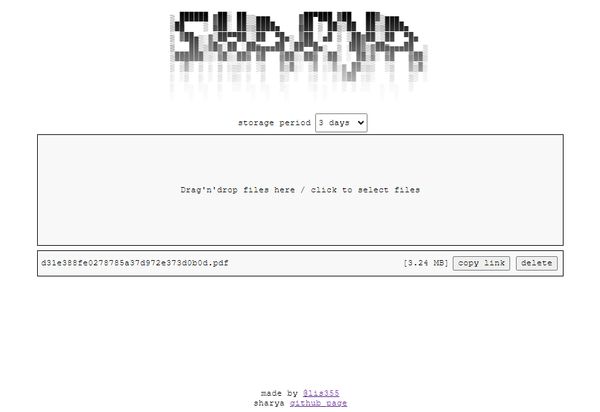 SHARYA
storage period 3 days
Drag'n'drop files here / click to select files
d31e388fe0278785a37d972e373d0b0d.pdf [3.24 MB] copy link delete
made by @lis355
sharya github page